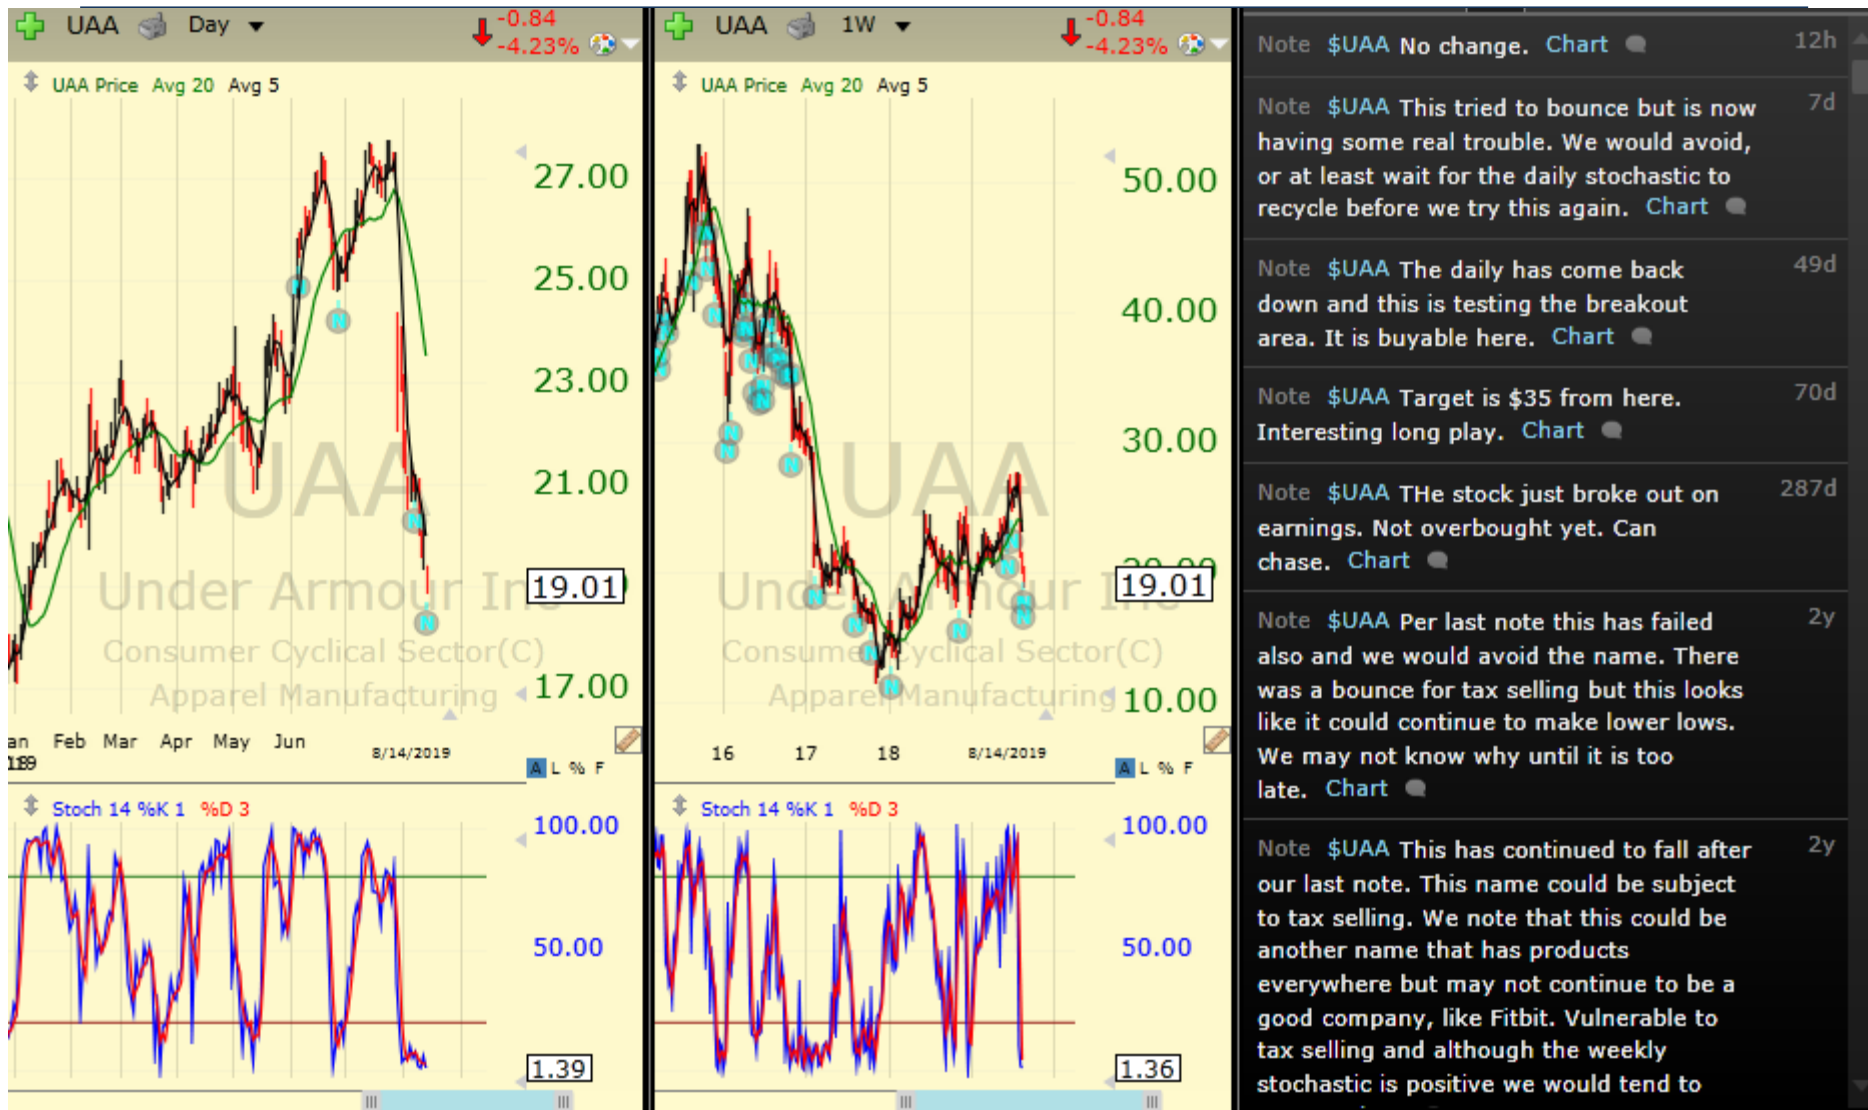 UAA Day
-0.84
-4.23%
UAA Price Avg 20 Avg 5
27.00
25.00
23.00
21.00
19.01
17.00
UAA
Under Armour Inc
Consumer Cyclical Sector(C)
Apparel Manufacturing
an Feb Mar Apr May Jun 8/14/2019
A L % F
Stoch 14 %K 1 %D 3
100.00
50.00
1.39
UAA 1W
-0.84
-4.23%
UAA Price Avg 20 Avg 5
50.00
40.00
30.00
19.01
10.00
UAA
Under Armour Inc
Consumer Cyclical Sector(C)
Apparel Manufacturing
16 17 18 8/14/2019
A L % F
Stoch 14 %K 1 %D 3
100.00
50.00
1.36
Note $UAA No change. Chart 12h
Note $UAA This tried to bounce but is now 7d
having some real trouble. We would avoid,
or at least wait for the daily stochastic to
recycle before we try this again. Chart
Note $UAA The daily has come back 49d
down and this is testing the breakout
area. It is buyable here. Chart
Note $UAA Target is $35 from here. 70d
Interesting long play. Chart
Note $UAA THe stock just broke out on 287d
earnings. Not overbought yet. Can
chase. Chart
Note $UAA Per last note this has failed 2y
also and we would avoid the name. There
was a bounce for tax selling but this looks
like it could continue to make lower lows.
We may not know why until it is too
late. Chart
Note $UAA This has continued to fall after 2y
our last note. This name could be subject
to tax selling. We note that this could be
another name that has products
everywhere but may not continue to be a
good company, like Fitbit. Vulnerable to
tax selling and although the weekly
stochastic is positive we would tend to